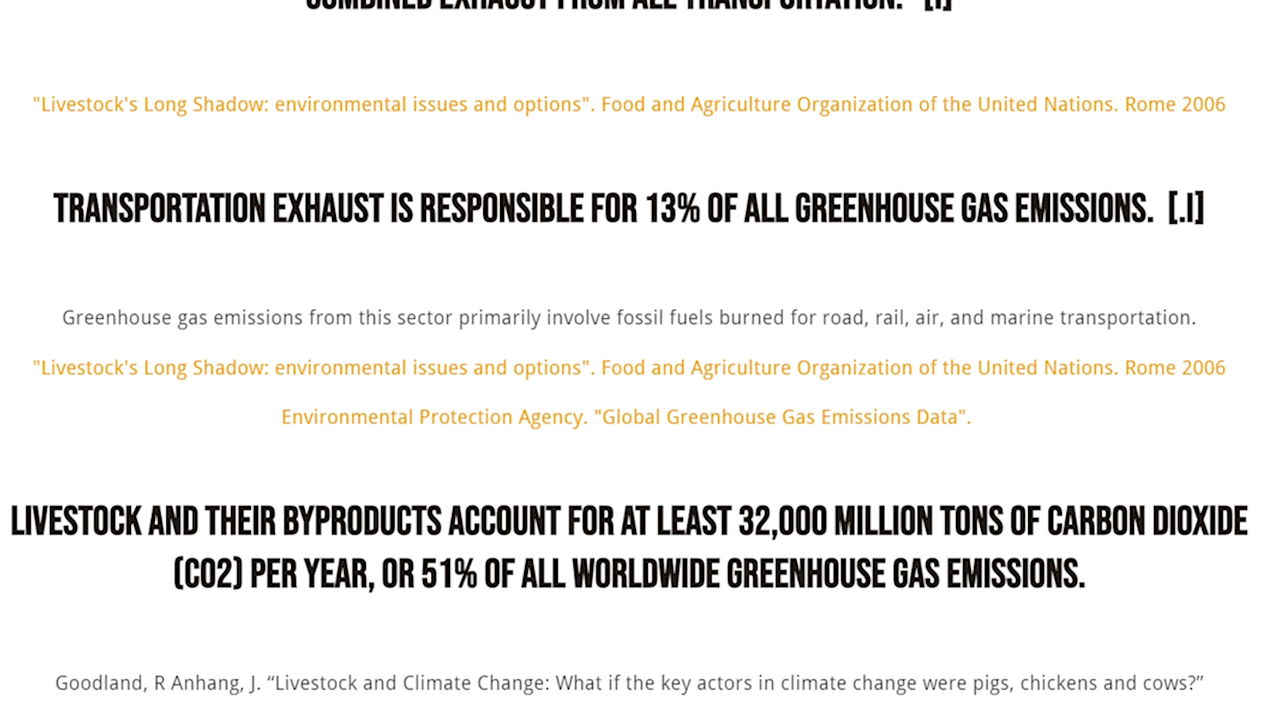 COMBINED EXHAUST FROM ALL TRANSPORTATION. [I]
"Livestock's Long Shadow: environmental issues and options". Food and Agriculture Organization of the United Nations. Rome 2006
TRANSPORTATION EXHAUST IS RESPONSIBLE FOR 13% OF ALL GREENHOUSE GAS EMISSIONS. [.I]
Greenhouse gas emissions from this sector primarily involve fossil fuels burned for road, rail, air, and marine transportation.
"Livestock's Long Shadow: environmental issues and options". Food and Agriculture Organization of the United Nations. Rome 2006
Environmental Protection Agency. "Global Greenhouse Gas Emissions Data".
LIVESTOCK AND THEIR BYPRODUCTS ACCOUNT FOR AT LEAST 32,000 MILLION TONS OF CARBON DIOXIDE
(CO2) PER YEAR, OR 51% OF ALL WORLDWIDE GREENHOUSE GAS EMISSIONS.
Goodland, R Anhang, J. “Livestock and Climate Change: What if the key actors in climate change were pigs, chickens and cows?”